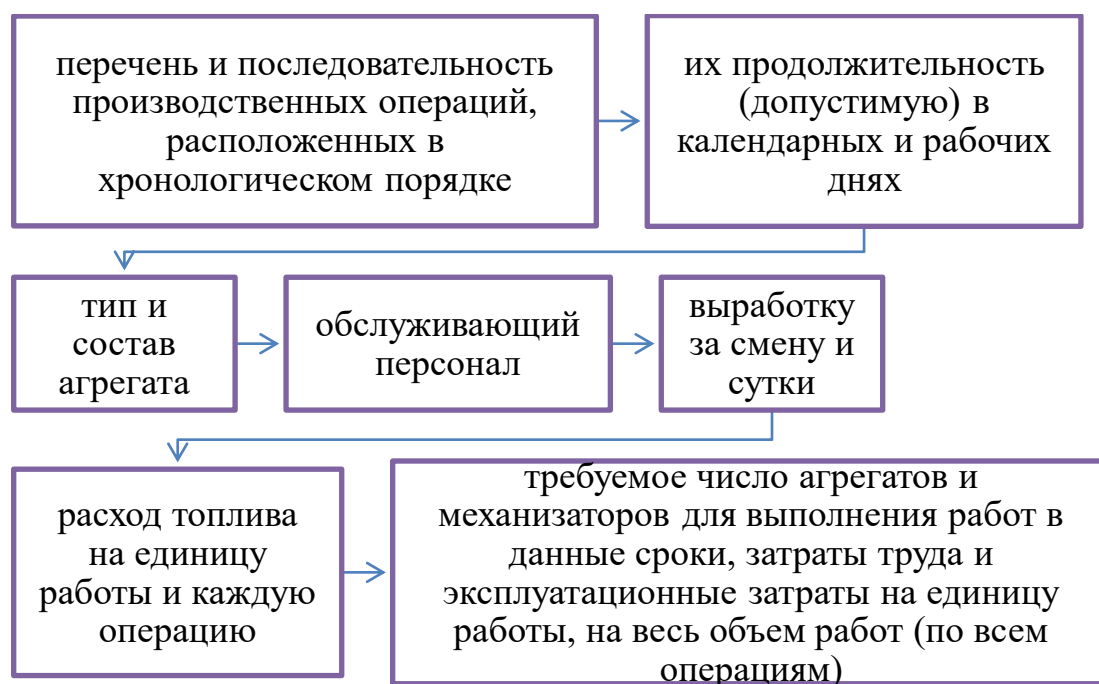 перечень и последовательность
производственных операций,
расположенных в
хронологическом порядке
их продолжительность
(допустимую) в
календарных и рабочих
днях
тип и
состав
агрегата
обслуживающий
персонал
выработку
за смену и
сутки
расход топлива
на единицу
работы и каждую
операцию
требуемое число агрегатов и
механизаторов для выполнения работ в
данные сроки, затраты труда и
эксплуатационные затраты на единицу
работы, на весь объем работ (по всем
операциям)